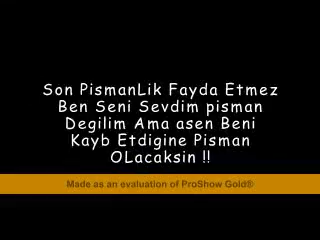 Son PismanLik Fayda Etmez
Ben Seni Sevdim pisman
Degilim Ama asen Beni
Kayb Etdigine Pisman
OLacaksin !!
Made as an evaluation of ProShow Gold®